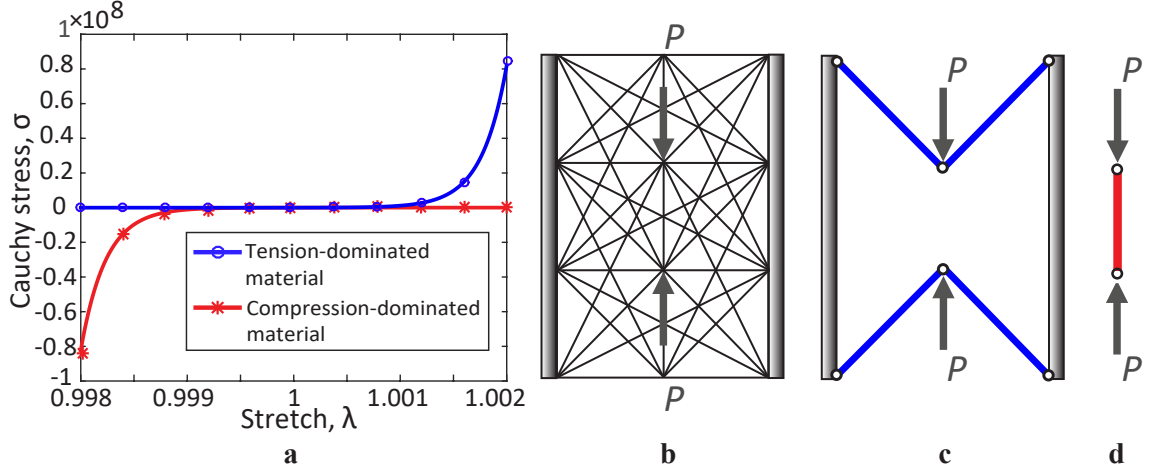 1×10^8
0.8
0.6
0.4
0.2
0
-0.2
-0.4
-0.6
-0.8
-1
Cauchy stress, σ
0.998
0.999
1
1.001
1.002
Stretch, λ
Tension-dominated
material
Compression-dominated
material
a
P
P
b
P
P
c
P
P
d